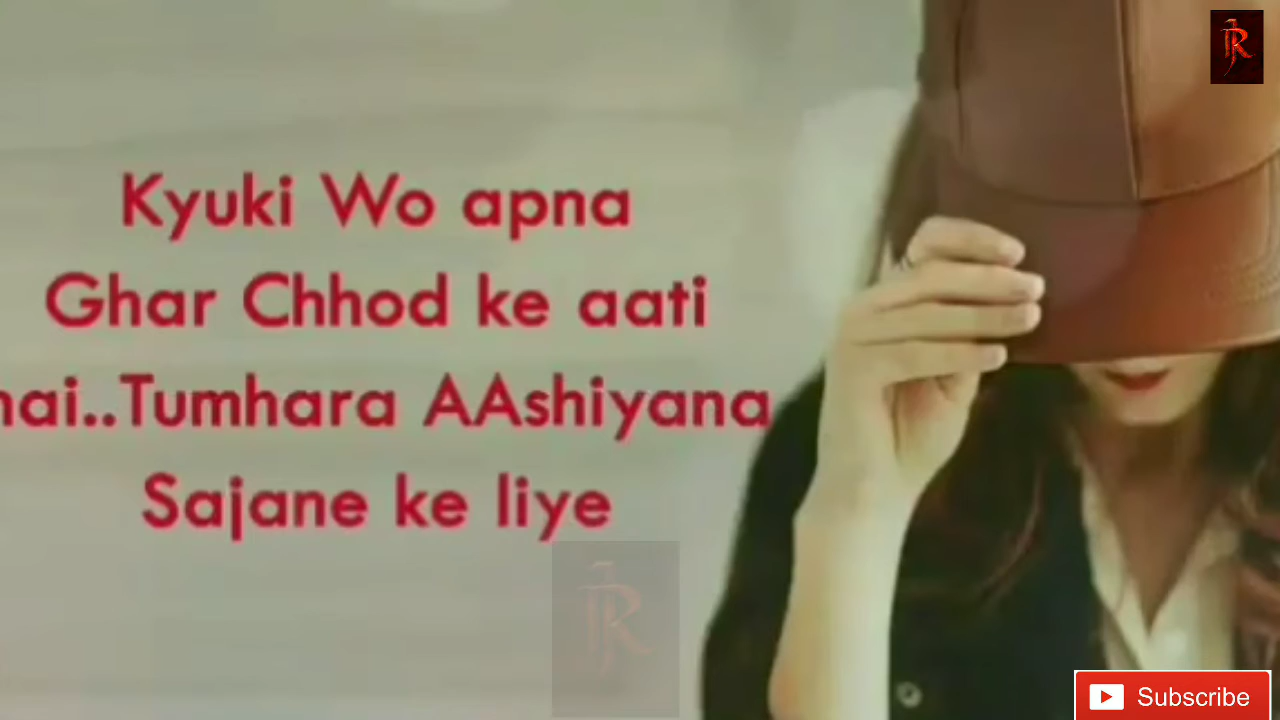 Kyuki Wo apna
Ghar Chhod ke aati
hai..Tumhara AAshiyana
Sajane ke liye
Subscribe